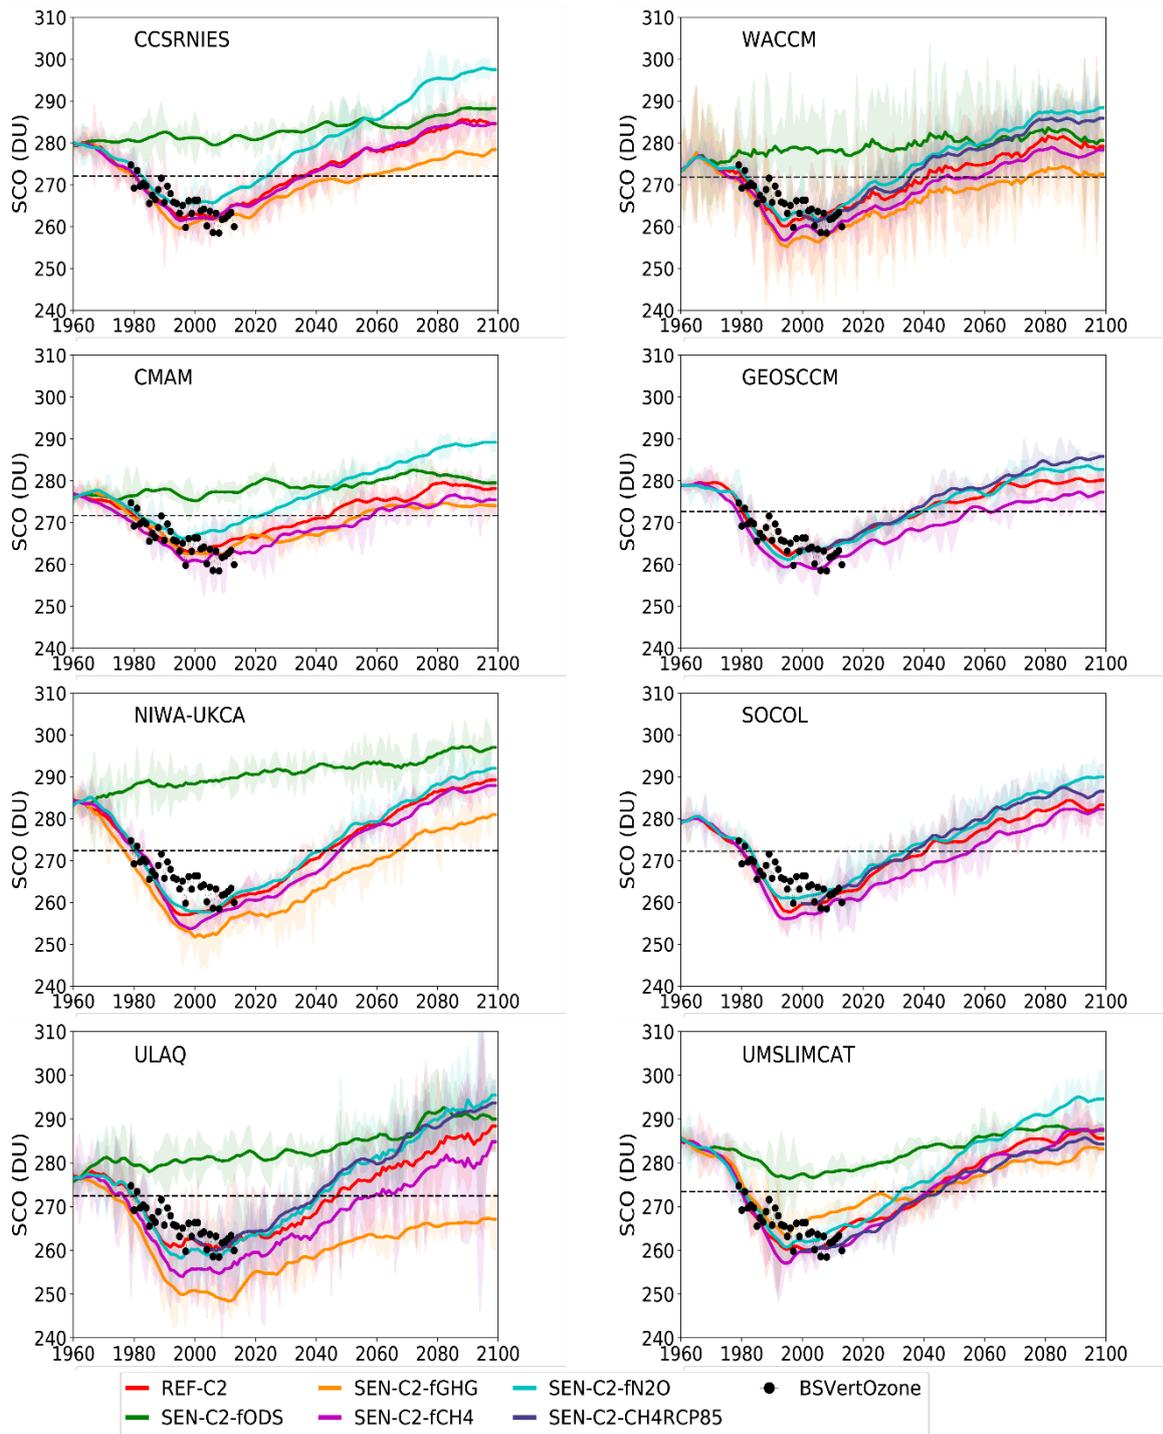 CCSRNIES
SCO (DU)
310
300
290
280
270
260
250
240
1960 1980 2000 2020 2040 2060 2080 2100
WACCM
SCO (DU)
310
300
290
280
270
260
250
240
1960 1980 2000 2020 2040 2060 2080 2100
CMAM
SCO (DU)
310
300
290
280
270
260
250
240
1960 1980 2000 2020 2040 2060 2080 2100
GEOSCCM
SCO (DU)
310
300
290
280
270
260
250
240
1960 1980 2000 2020 2040 2060 2080 2100
NIWA-UKCA
SCO (DU)
310
300
290
280
270
260
250
240
1960 1980 2000 2020 2040 2060 2080 2100
SOCOL
SCO (DU)
310
300
290
280
270
260
250
240
1960 1980 2000 2020 2040 2060 2080 2100
ULAQ
SCO (DU)
310
300
290
280
270
260
250
240
1960 1980 2000 2020 2040 2060 2080 2100
UMSLIMCAT
SCO (DU)
310
300
290
280
270
260
250
240
1960 1980 2000 2020 2040 2060 2080 2100
REF-C2 SEN-C2-fGHG SEN-C2-fN2O BSVertOzone
SEN-C2-fODS SEN-C2-fCH4 SEN-C2-CH4RCP85